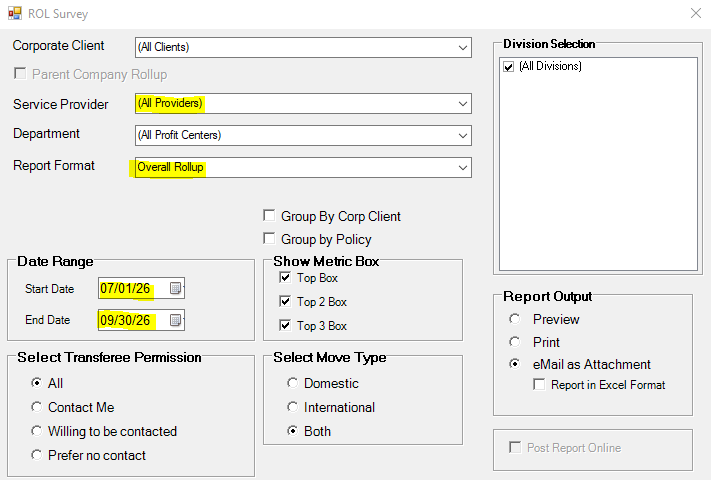 ROL Survey
Corporate Client (All Clients)
Parent Company Rollup
Service Provider (All Providers)
Department (All Profit Centers)
Report Format Overall Rollup
Group By Corp Client
Group by Policy
Division Selection
(All Divisions)
Date Range
Start Date 07/01/26
End Date 09/30/26
Show Metric Box
Top Box
Top 2 Box
Top 3 Box
Report Output
Preview
Print
eMail as Attachment
Report in Excel Format
Select Transferee Permission
All
Contact Me
Willing to be contacted
Prefer no contact
Select Move Type
Domestic
International
Both
Post Report Online